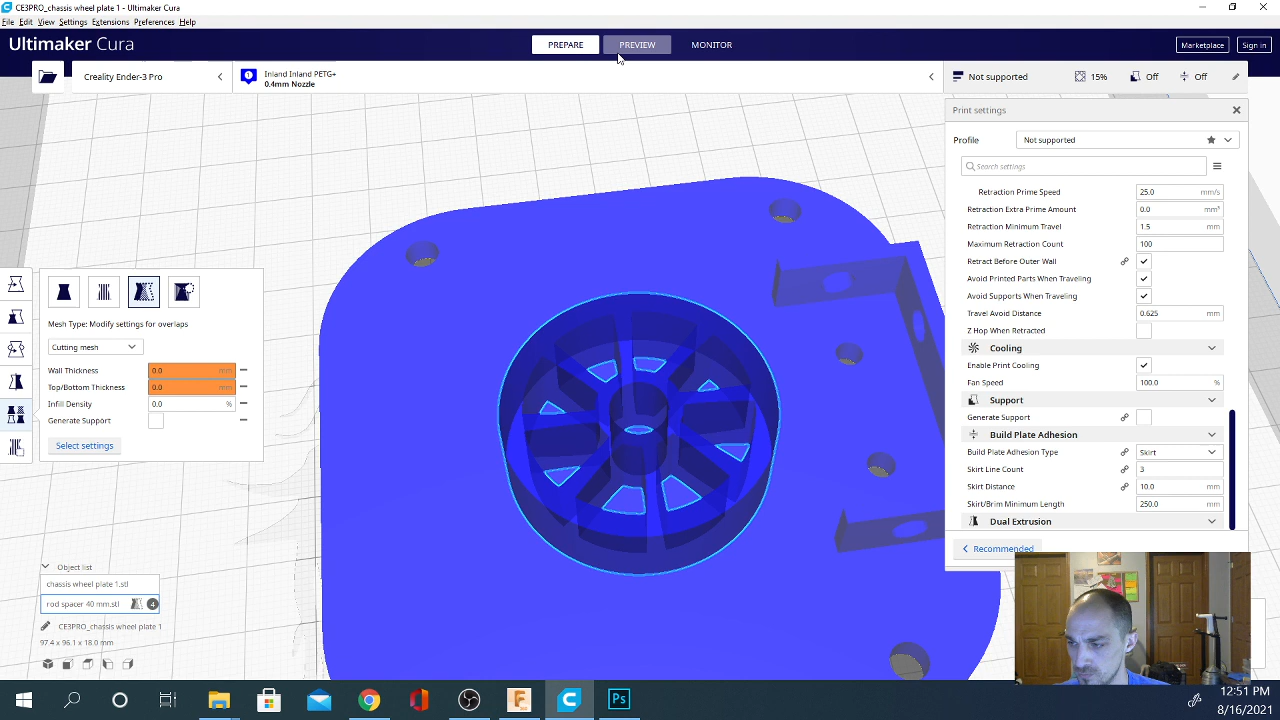 CE3PRO_chassis wheel plate 1 - Ultimaker Cura
File Edit View Settings Extensions Preferences Help
Ultimaker Cura
PREPARE PREVIEW MONITOR
Marketplace Sign in
Creality Ender-3 Pro
1
Inland Inland PETG+
0.4mm Nozzle
Not supported 15% Off Off
Print settings
Profile Not supported
Search settings
Retraction Prime Speed 25.0 mm/s
Retraction Extra Prime Amount 0.0 mm³
Retraction Minimum Travel 1.5 mm
Maximum Retraction Count 100
Retract Before Outer Wall
Avoid Printed Parts When Traveling
Avoid Supports When Traveling
Travel Avoid Distance 0.625 mm
Z Hop When Retracted
Cooling
Enable Print Cooling
Fan Speed 100.0 %
Support
Generate Support
Build Plate Adhesion
Build Plate Adhesion Type Skirt
Skirt Line Count 3
Skirt Distance 10.0 mm
Skirt/Brim Minimum Length 250.0 mm
Dual Extrusion
Recommended
Mesh Type: Modify settings for overlaps
Cutting mesh
Wall Thickness 0.0 mm
Top/Bottom Thickness 0.0 mm
Infill Density 0.0 %
Generate Support
Select settings
Object list
chassis wheel plate 1.stl
rod spacer 40 mm.stl 4
CE3PRO_chassis wheel plate 1
97.4 x 96.1 x 18.0 mm
Ps
:51 PM
8/16/2021